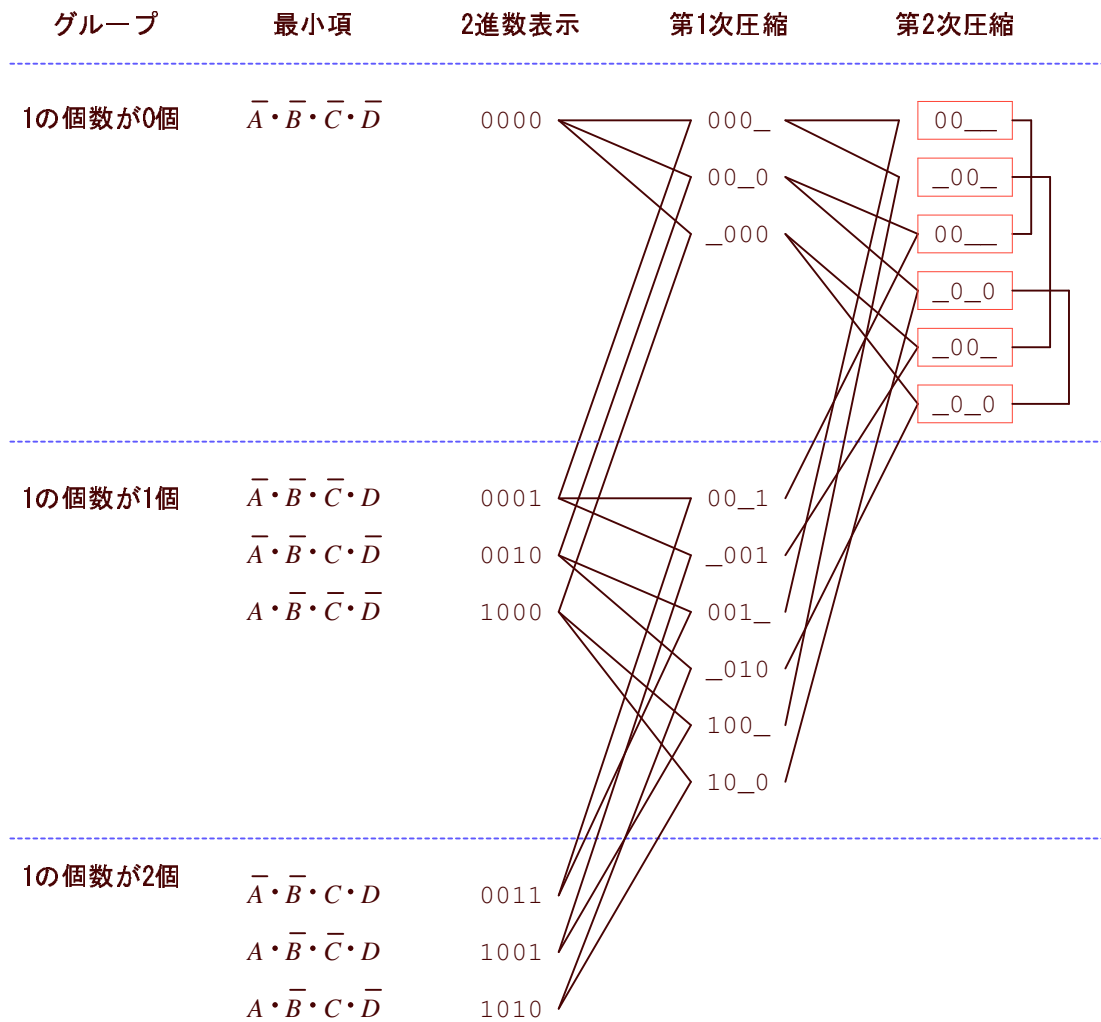 グループ 最小項 2進数表示 第1次圧縮 第2次圧縮
1の個数が0個 A̅・B̅・C̅・D̅ 0000 000_ 00__
00_0 _00_
_000 00__
_0_0
_00_
_0_0
1の個数が1個 A̅・B̅・C̅・D 0001 00_1
A̅・B̅・C・D̅ 0010 _001
A・B̅・C̅・D̅ 1000 001_
_010
100_
10_0
1の個数が2個 A̅・B̅・C・D 0011
A・B̅・C̅・D 1001
A・B̅・C・D̅ 1010